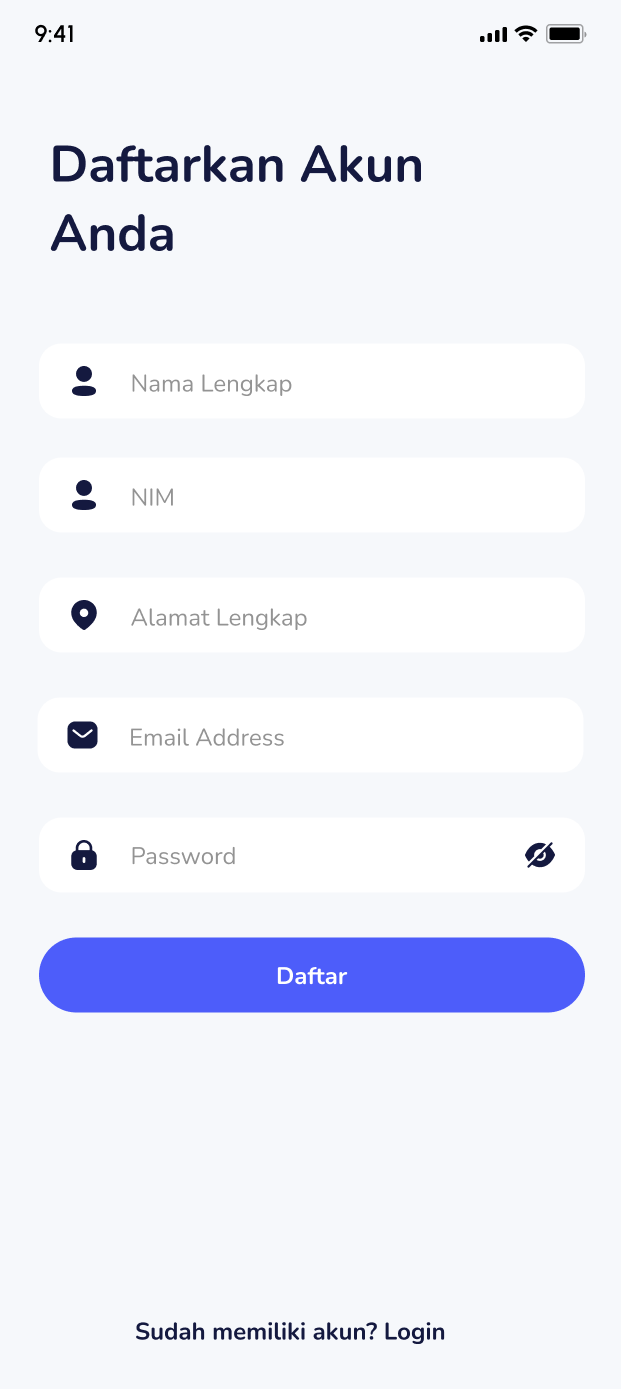 9:41
Daftarkan Akun
Anda
Nama Lengkap
NIM
Alamat Lengkap
Email Address
Password
Daftar
Sudah memiliki akun? Login